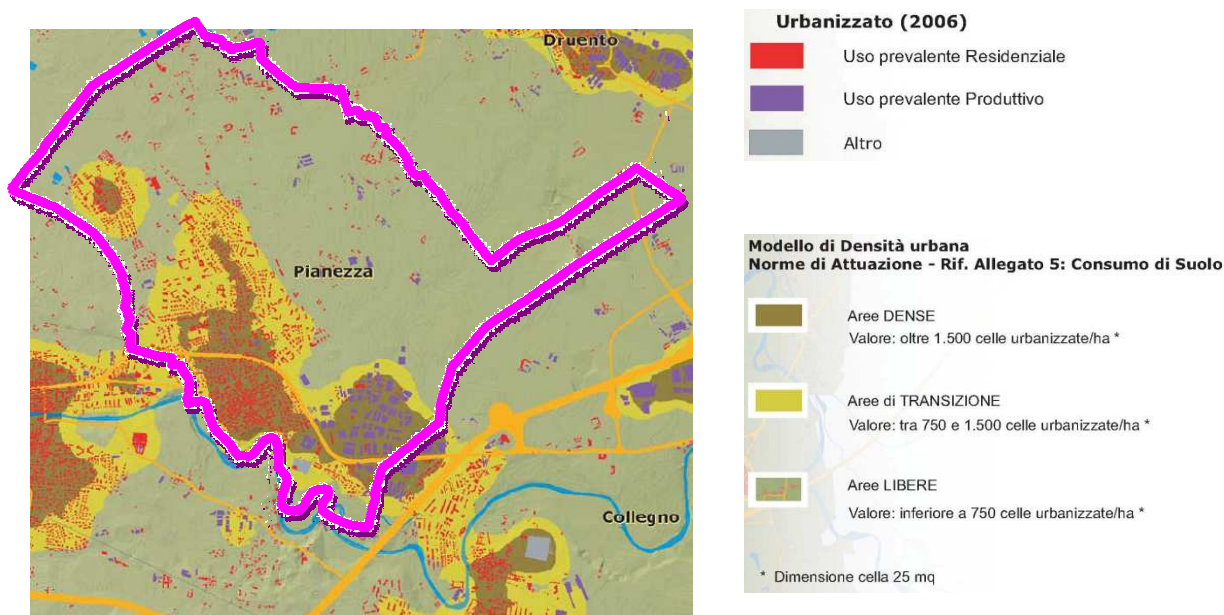 Druento
Pianezza
Collegno
Urbanizzato (2006)
Uso prevalente Residenziale
Uso prevalente Produttivo
Altro
Modello di Densità urbana
Norme di Attuazione - Rif. Allegato 5: Consumo di Suolo
Aree DENSE
Valore: oltre 1.500 celle urbanizzate/ha *
Aree di TRANSIZIONE
Valore: tra 750 e 1.500 celle urbanizzate/ha *
Aree LIBERE
Valore: inferiore a 750 celle urbanizzate/ha *
* Dimensione cella 25 mq